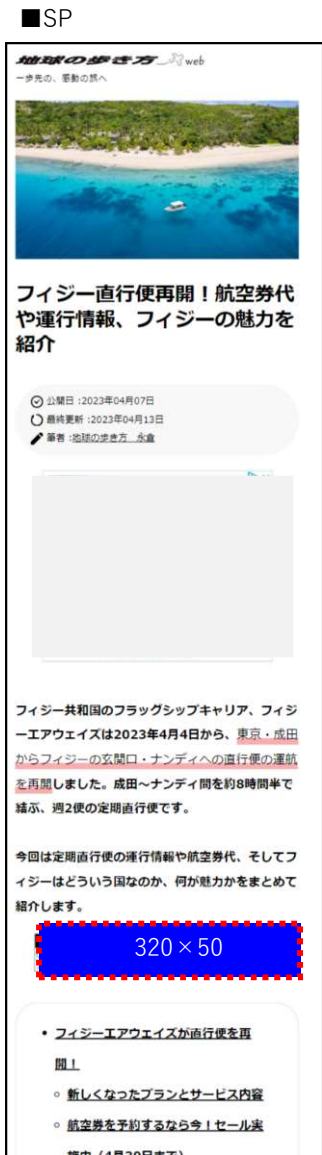 ■SP
地球の歩き方 web
一歩先の、感動の旅へ
フィジー直行便再開！航空券代
や運行情報、フィジーの魅力を
紹介
公開日 :2023年04月07日
最終更新 :2023年04月13日
筆者 :地球の歩き方 永倉
フィジー共和国のフラッグシップキャリア、フィジ
ーエアウェイズは2023年4月4日から、東京・成田
からフィジーの玄関口・ナンディへの直行便の運航
を再開しました。成田～ナンディ間を約8時間半で
結ぶ、週2便の定期直行便です。
今回は定期直行便の運行情報や航空券代、そしてフ
ィジーはどういう国なのか、何が魅力かをまとめて
紹介します。
320×50
• フィジーエアウェイズが直行便を再
開！
○ 新しくなったプランとサービス内容
○ 航空券を予約するなら今！セール実
施中（4月20日まで）